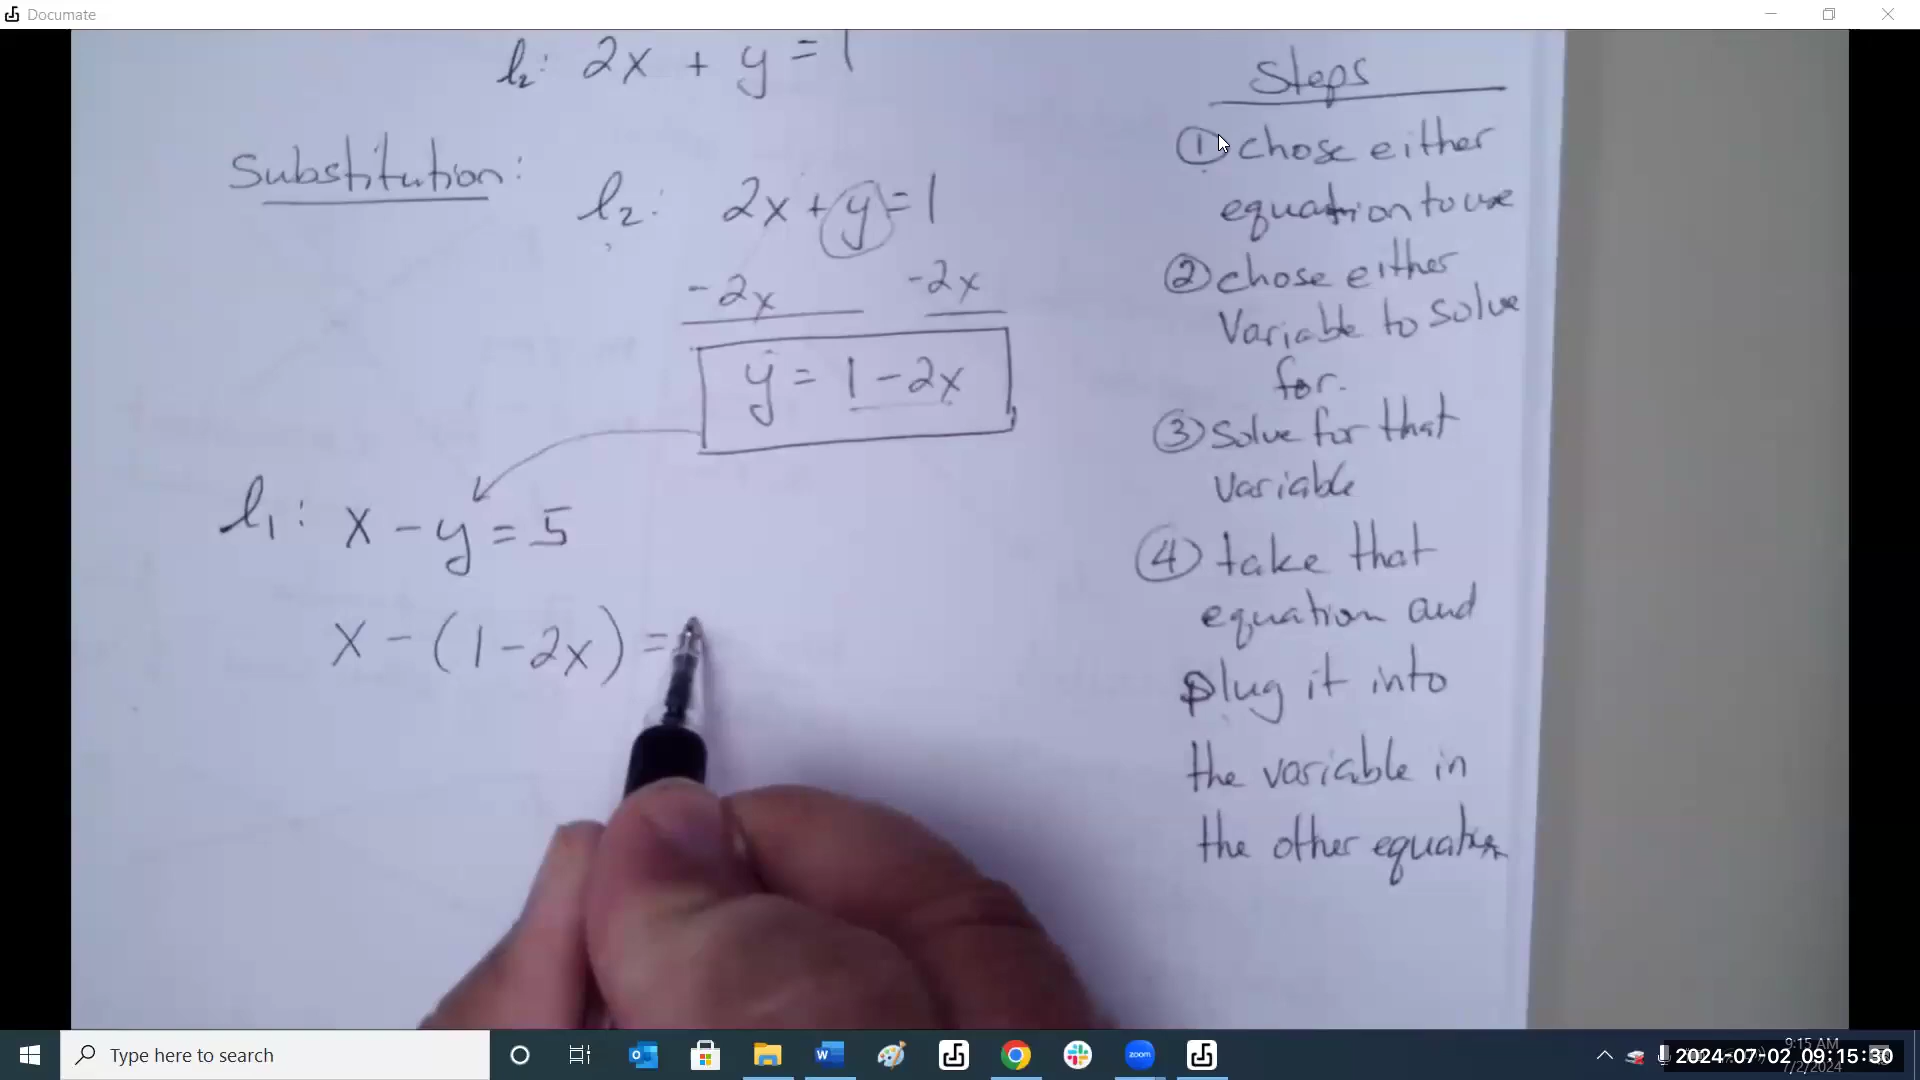 Documate
l₂: 2x + y = 1
Substitution:
l₂: 2x + y = 1
-2x -2x
y = 1 - 2x
l₁: x - y = 5
x - (1 - 2x) =
Steps
① chose either
equation to use
② chose either
Variable to solve
for.
③ Solve for that
variable
④ take that
equation and
plug it into
the variable in
the other equation
Type here to search
zoom
9:15 AM
7/2/2024
2024-07-02 09:15:30